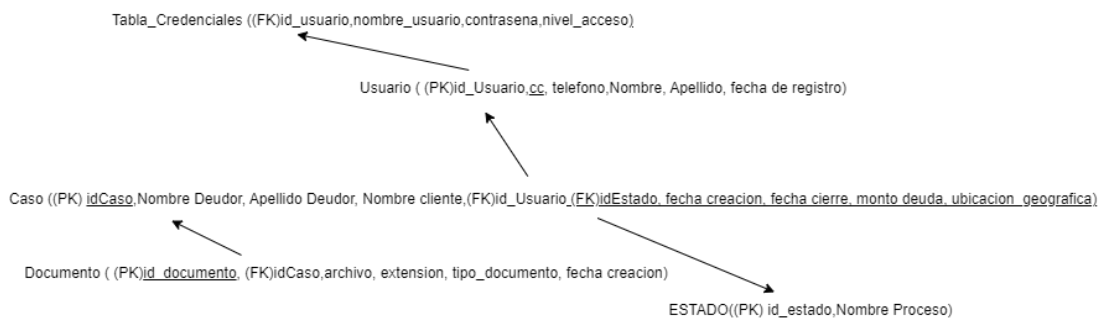 Tabla_Credenciales ((FK)id_usuario,nombre_usuario,contrasena,nivel_acceso)
Usuario ( (PK)id_Usuario,cc, telefono,Nombre, Apellido, fecha de registro)
Caso ((PK) idCaso,Nombre Deudor, Apellido Deudor, Nombre cliente,(FK)id_Usuario (FK)idEstado, fecha creacion, fecha cierre, monto deuda, ubicacion_geografica)
Documento ( (PK)id_documento, (FK)idCaso,archivo, extension, tipo_documento, fecha creacion)
ESTADO((PK) id_estado,Nombre Proceso)